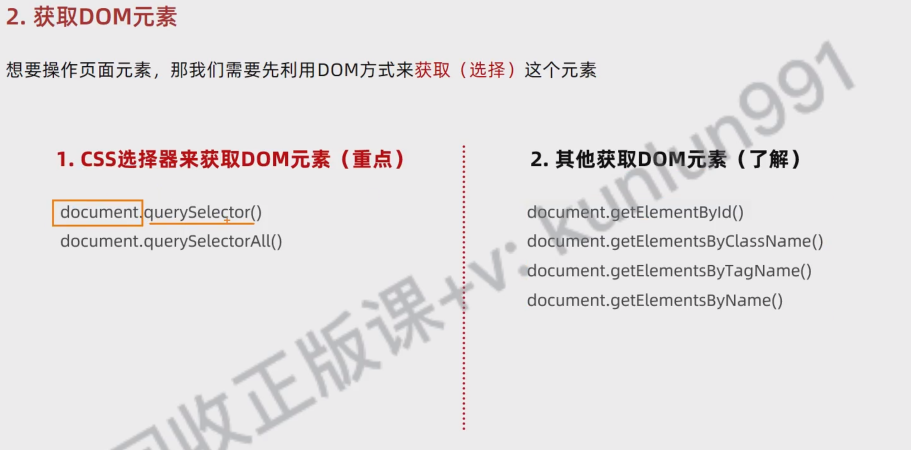 2. 获取DOM元素
想要操作页面元素，那我们需要先利用DOM方式来获取（选择）这个元素
1. CSS选择器来获取DOM元素（重点）
document.querySelector()
document.querySelectorAll()
2. 其他获取DOM元素（了解）
document.getElementById()
document.getElementsByClassName()
document.getElementsByTagName()
document.getElementsByName()
回收正版课+v: kunlun991